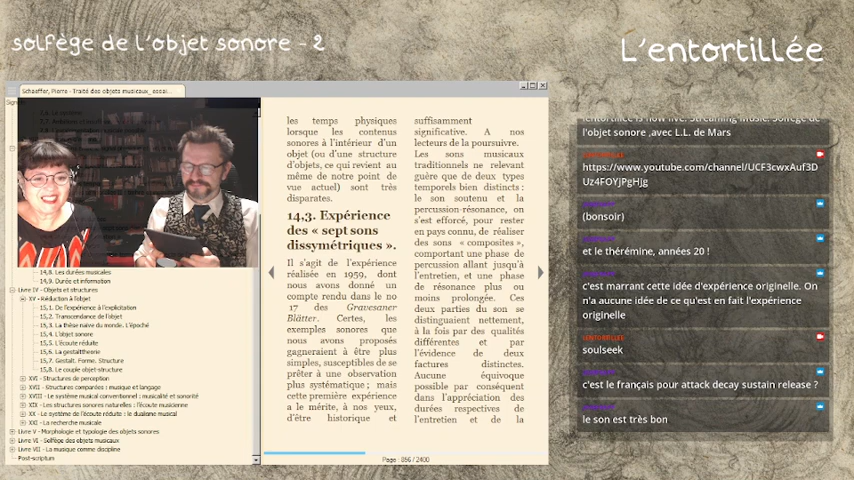 solfège de l'objet sonore - 2
L'entortillée
Schaeffer, Pierre - Traité des objets musicaux_ essai...
14,8. Les durées musicales
14,9. Durée et information
Livre IV - Objets et structures
XV - Réduction à l'objet
15,1. De l'expérience à l'explicitation
15,2. Transcendance de l'objet
15,3. La thèse naïve du monde. L'époché
15,4. L'objet sonore
15,5. L'écoute réduite
15,6. La gestalttheorie
15,7. Gestalt. Forme. Structure
15,8. Le couple objet-structure
XVI - Structures de perception
XVII - Structures comparées : musique et langage
XVIII - Le système musical conventionnel : musicalité et sonorité
XIX - Les structures sonores naturelles : l'écoute musicienne
XX - Le système de l'écoute réduite : le dualisme musical
XXI - La recherche musicale
Livre V - Morphologie et typologie des objets sonores
Livre VI - Solfège des objets musicaux
Livre VII - La musique comme discipline
Post-scriptum
les temps physiques
lorsque les contenus
sonores à l'intérieur d'un
objet (ou d'une structure
d'objets, ce qui revient au
même de notre point de
vue actuel) sont très
disparates.
14,3. Expérience
des « sept sons
dissymétriques ».
Il s'agit de l'expérience
réalisée en 1959, dont
nous avons donné un
compte rendu dans le no
17 des Gravesaner
Blätter. Certes, les
exemples sonores que
nous avons proposés
gagneraient à être plus
simples, susceptibles de se
prêter à une observation
plus systématique ; mais
cette première expérience
a le mérite, à nos yeux,
d'être historique et
suffisamment
significative. A nos
lecteurs de la poursuivre.
Les sons musicaux
traditionnels ne relevant
guère que de deux types
temporels bien distincts :
le son soutenu et la
percussion-résonance, on
s'est efforcé, pour rester
en pays connu, de réaliser
des sons « composites »,
comportant une phase de
percussion allant jusqu'à
l'entretien, et une phase
de résonance plus ou
moins prolongée. Ces
deux parties du son se
distinguaient nettement,
à la fois par des qualités
différentes et par
l'évidence de deux
factures distinctes.
Aucune équivoque
possible par conséquent
dans l'appréciation des
durées respectives de
l'entretien et de la
Page : 856 / 2400
l'entortillée is now live. Streaming Music: Solfège de
l'objet sonore ,avec L.L. de Mars
https://www.youtube.com/channel/UCF3cwxAuf3D
Uz4FOYJPgHJg
(bonsoir)
et le thérémine, années 20 !
c'est marrant cette idée d'expérience originelle. On
n'a aucune idée de ce qu'est en fait l'expérience
originelle
L'ENTORTILLÉE
soulseek
c'est le français pour attack decay sustain release ?
le son est très bon